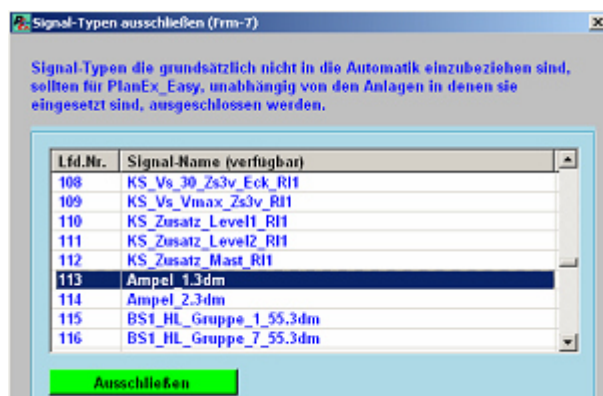 Signal-Typen ausschließen (Frm-7)
Signal-Typen die grundsätzlich nicht in die Automatik einzubeziehen sind,
sollten für PlanEx_Easy, unabhängig von den Anlagen in denen sie
eingesetzt sind, ausgeschlossen werden.
Lfd.Nr. Signal-Name (verfügbar)
108 KS_Vs_30_Zs3v_Eck_Rl1
109 KS_Vs_Vmax_Zs3v_Rl1
110 KS_Zusatz_Level1_Rl1
111 KS_Zusatz_Level2_Rl1
112 KS_Zusatz_Mast_Rl1
113 Ampel_1.3dm
114 Ampel_2.3dm
115 BS1_HL_Gruppe_1_55.3dm
116 BS1_HL_Gruppe_7_55.3dm
Ausschließen